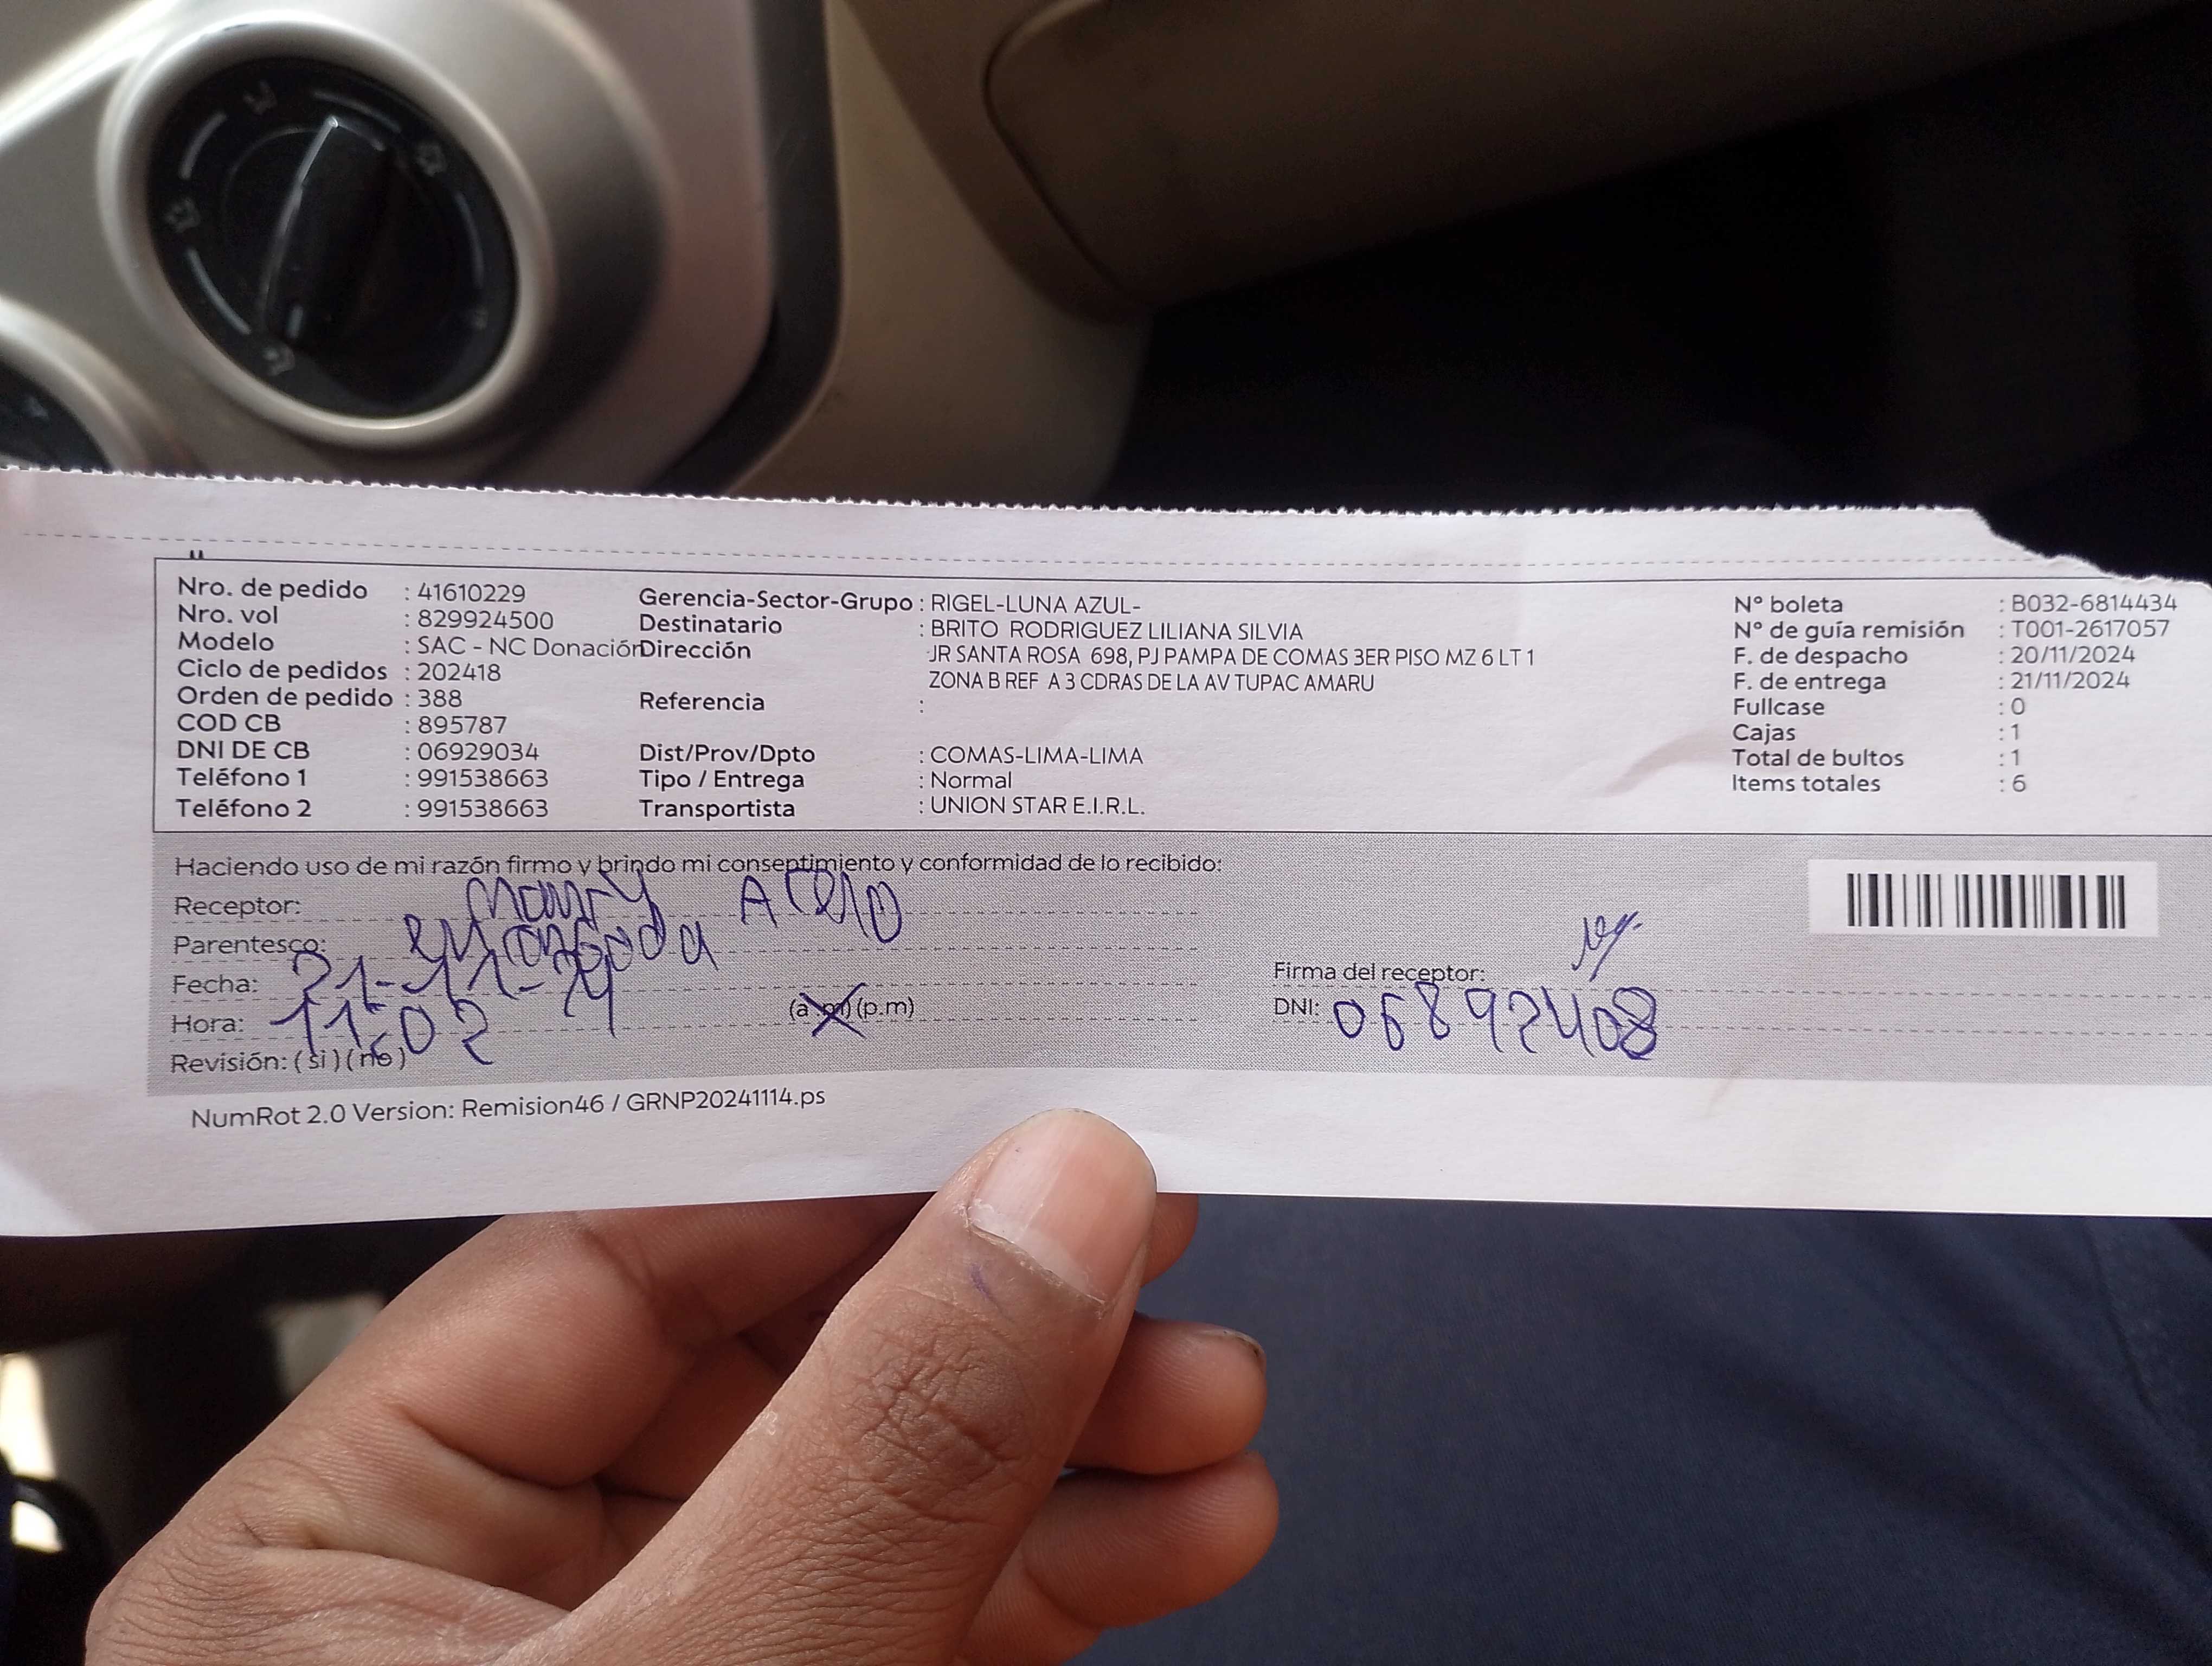 Nro. de pedido : 41610229
Nro. vol : 829924500
Modelo : SAC - NC Donación
Ciclo de pedidos : 202418
Orden de pedido : 388
COD CB : 895787
DNI DE CB : 06929034
Teléfono 1 : 991538663
Teléfono 2 : 991538663
Gerencia-Sector-Grupo : RIGEL-LUNA AZUL-
Destinatario : BRITO RODRIGUEZ LILIANA SILVIA
Dirección JR SANTA ROSA 698, PJ PAMPA DE COMAS 3ER PISO MZ 6 LT 1
ZONA B REF A 3 CDRAS DE LA AV TUPAC AMARU
Referencia :
Dist/Prov/Dpto : COMAS-LIMA-LIMA
Tipo / Entrega : Normal
Transportista : UNION STAR E.I.R.L.
N° boleta : B032-6814434
N° de guía remisión : T001-2617057
F. de despacho : 20/11/2024
F. de entrega : 21/11/2024
Fullcase : 0
Cajas : 1
Total de bultos : 1
Items totales : 6
Haciendo uso de mi razón firmo y brindo mi consentimiento y conformidad de lo recibido:
Receptor:
Parentesco:
Fecha: 21-11-24
Hora: 11:02 (a.m)(p.m)
Revisión: (si)(no)
Firma del receptor:
DNI: 06892408
NumRot 2.0 Version: Remision46 / GRNP20241114.ps